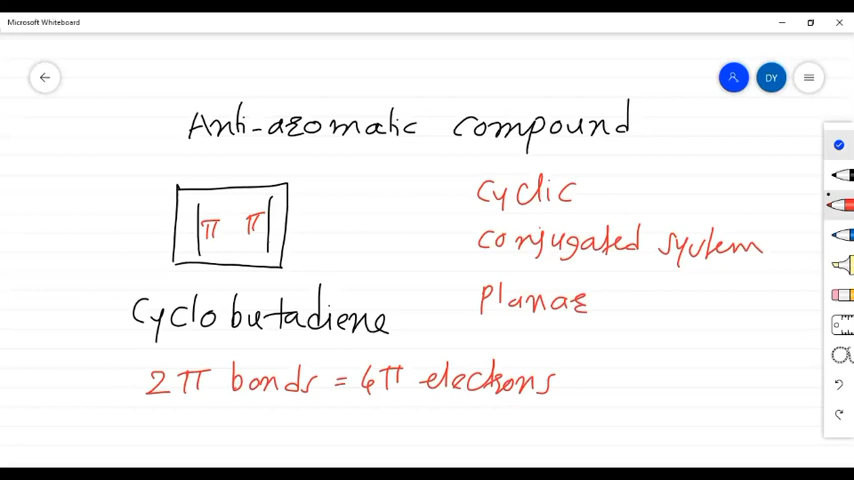 Microsoft Whiteboard
DY
Anti-aromatic compound
π π
Cyclic
conjugated system
Planar
Cyclobutadiene
2π bonds = 4π electrons